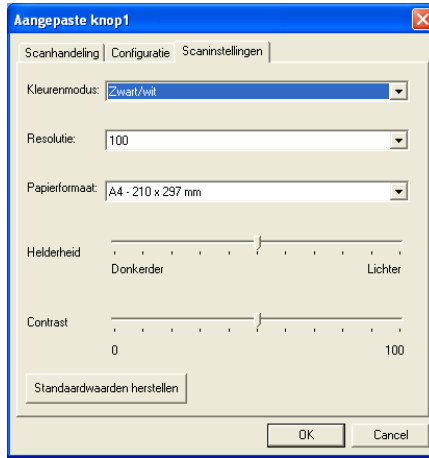 Aangepaste knop1
Scanhandeling Configuratie Scaninstellingen
Kleurenmodus: Zwart/wit
Resolutie: 100
Papierformaat: A4 - 210 x 297 mm
Helderheid
Donkerder Lichter
Contrast
0 100
Standaardwaarden herstellen
OK Cancel